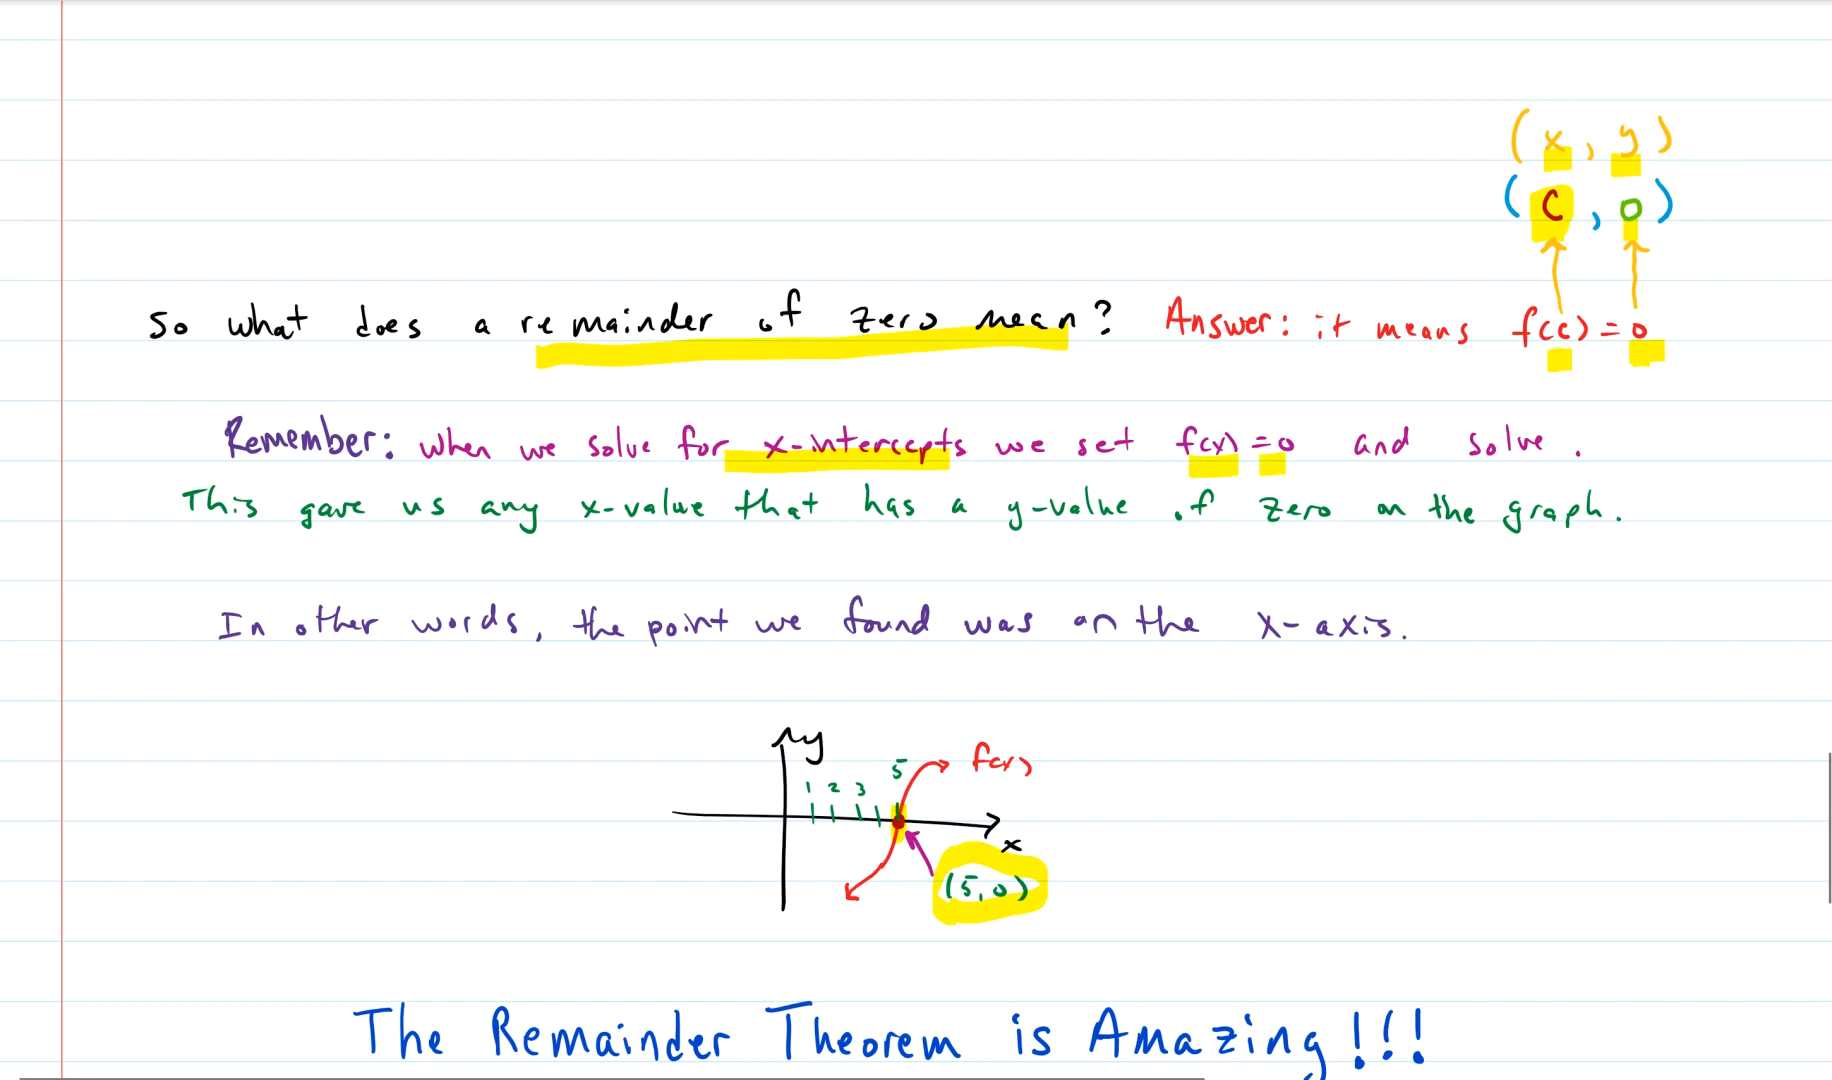 (x, y)
(c, 0)
So what does a remainder of zero mean? Answer: it means f(c)=0
Remember: when we solve for x-intercepts we set f(x)=0 and solve.
This gave us any x-value that has a y-value of zero on the graph.
In other words, the point we found was on the x-axis.
y
5 f(x)
1 2 3
x
(5,0)
The Remainder Theorem is Amazing!!!